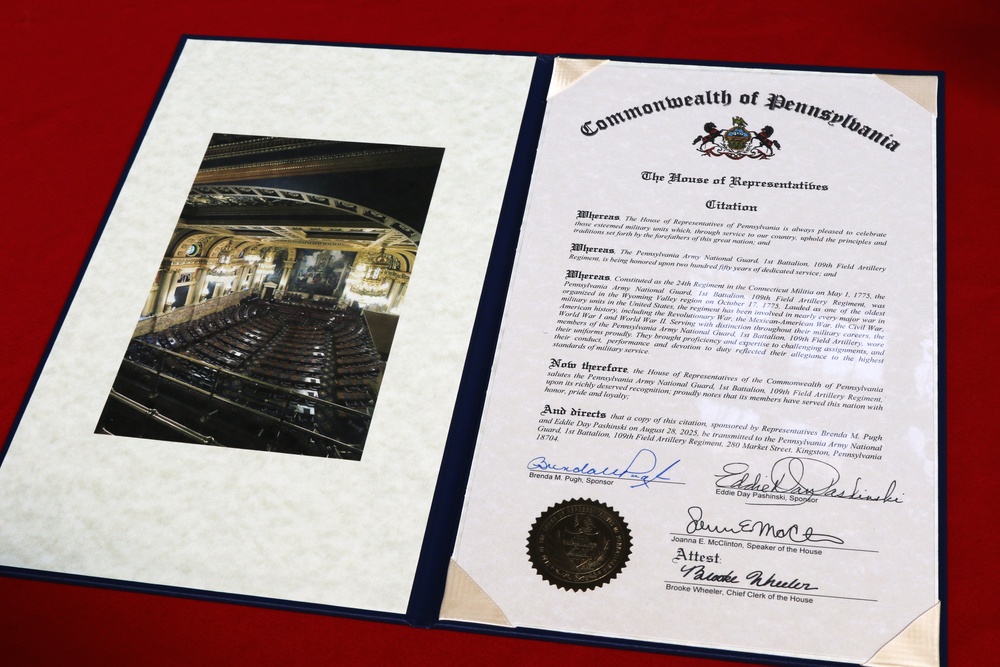 Commonwealth of Pennsylvania
The House of Representatives
Citation
Whereas, The House of Representatives of Pennsylvania is always pleased to celebrate
those esteemed military units which, through service to our country, uphold the principles and
traditions set forth by the forefathers of this great nation; and
Whereas, The Pennsylvania Army National Guard, 1st Battalion, 109th Field Artillery
Regiment, is being honored upon two hundred fifty years of dedicated service; and
Whereas, Constituted as the 24th Regiment in the Connecticut Militia on May 1, 1775, the
Pennsylvania Army National Guard, 1st Battalion, 109th Field Artillery Regiment, was
organized in the Wyoming Valley region on October 17, 1775. Lauded as one of the oldest
military units in the United States, the regiment has been involved in nearly every major war in
American history, including the Revolutionary War, the Mexican-American War, the Civil War,
World War I and World War II. Serving with distinction throughout their military careers, the
members of the Pennsylvania Army National Guard, 1st Battalion, 109th Field Artillery, wore
their uniforms proudly. They brought proficiency and expertise to challenging assignments, and
their conduct, performance and devotion to duty reflected their allegiance to the highest
standards of military service.
Now therefore, the House of Representatives of the Commonwealth of Pennsylvania
salutes the Pennsylvania Army National Guard, 1st Battalion, 109th Field Artillery Regiment,
upon its richly deserved recognition; proudly notes that its members have served this nation with
honor, pride and loyalty;
And directs that a copy of this citation, sponsored by Representatives Brenda M. Pugh
and Eddie Day Pashinski on August 28, 2025, be transmitted to the Pennsylvania Army National
Guard, 1st Battalion, 109th Field Artillery Regiment, 280 Market Street, Kingston, Pennsylvania
18704.
Brenda M Pugh
Brenda M. Pugh, Sponsor
Eddie Day Pashinski
Eddie Day Pashinski, Sponsor
Joanna E. McClinton, Speaker of the House
Attest:
Brooke Wheeler
Brooke Wheeler, Chief Clerk of the House